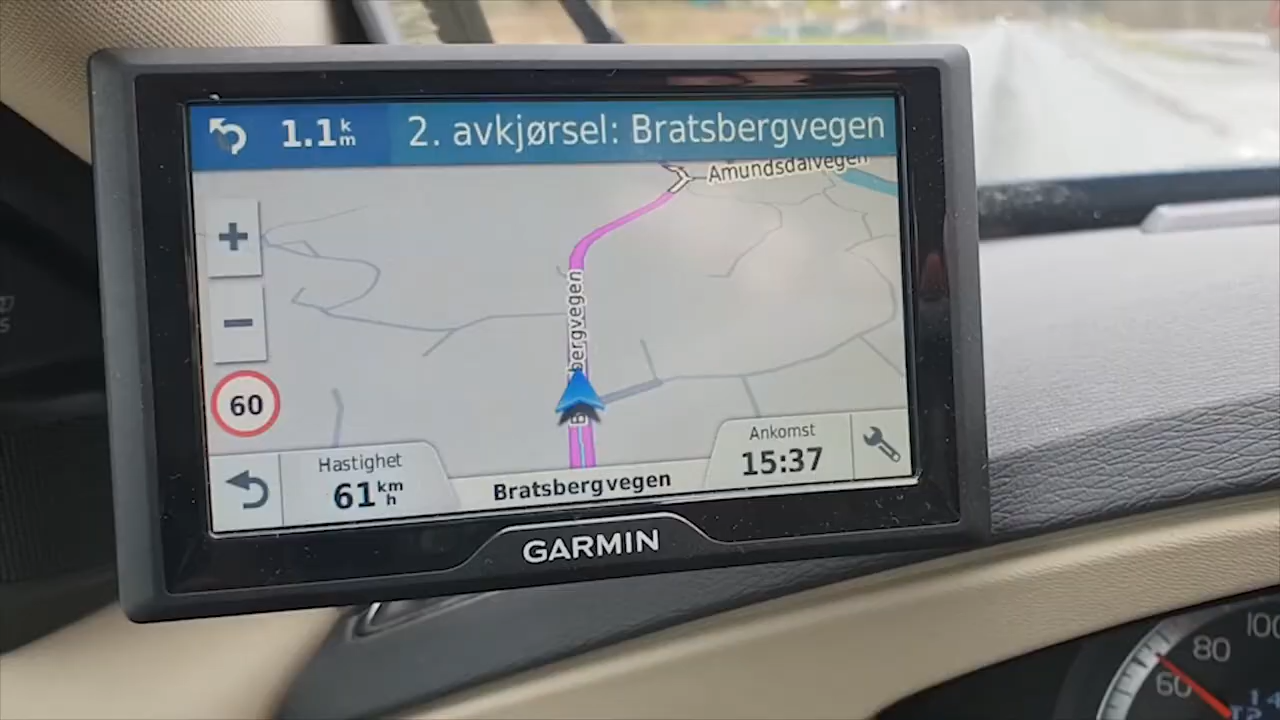 1.1 km
2. avkjørsel: Bratsbergvegen
Amundsdalvegen
+
bergvegen
−
60
B
Hastighet
61 km/h
Bratsbergvegen
Ankomst
15:37
GARMIN
100
80
60